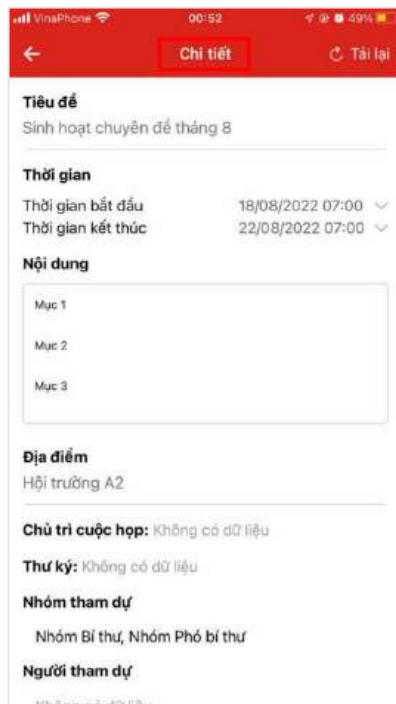 VinaPhone 00:52 49%
Chi tiết Tải lại
Tiêu đề
Sinh hoạt chuyên đề tháng 8
Thời gian
Thời gian bắt đầu 18/08/2022 07:00
Thời gian kết thúc 22/08/2022 07:00
Nội dung
Mục 1
Mục 2
Mục 3
Địa điểm
Hội trường A2
Chủ trì cuộc họp: Không có dữ liệu
Thư ký: Không có dữ liệu
Nhóm tham dự
Nhóm Bí thư, Nhóm Phó bí thư
Người tham dự